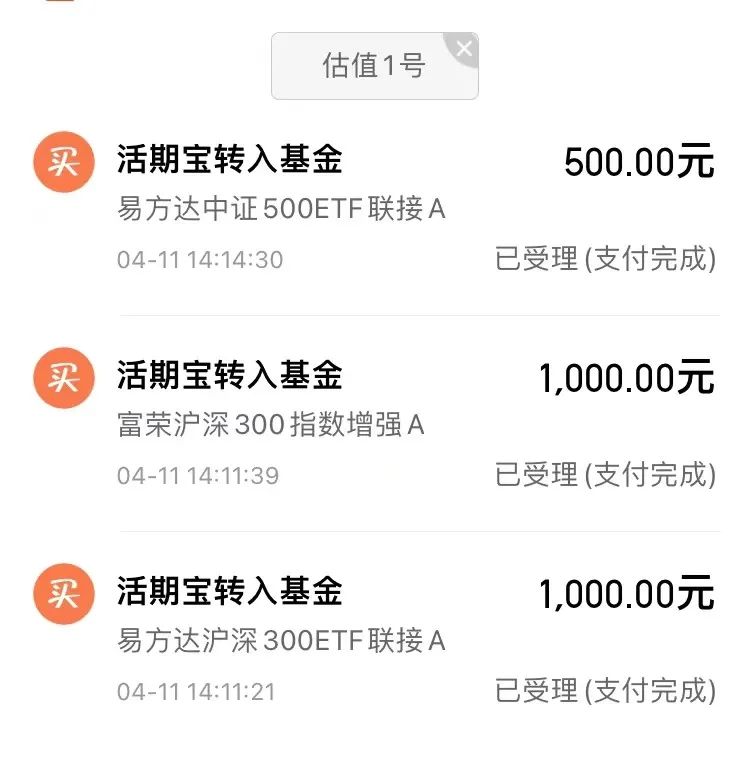 估值1号
买
活期宝转入基金 500.00元
易方达中证500ETF联接A
04-11 14:14:30 已受理(支付完成)
买
活期宝转入基金 1,000.00元
富荣沪深300指数增强A
04-11 14:11:39 已受理(支付完成)
买
活期宝转入基金 1,000.00元
易方达沪深300ETF联接A
04-11 14:11:21 已受理(支付完成)